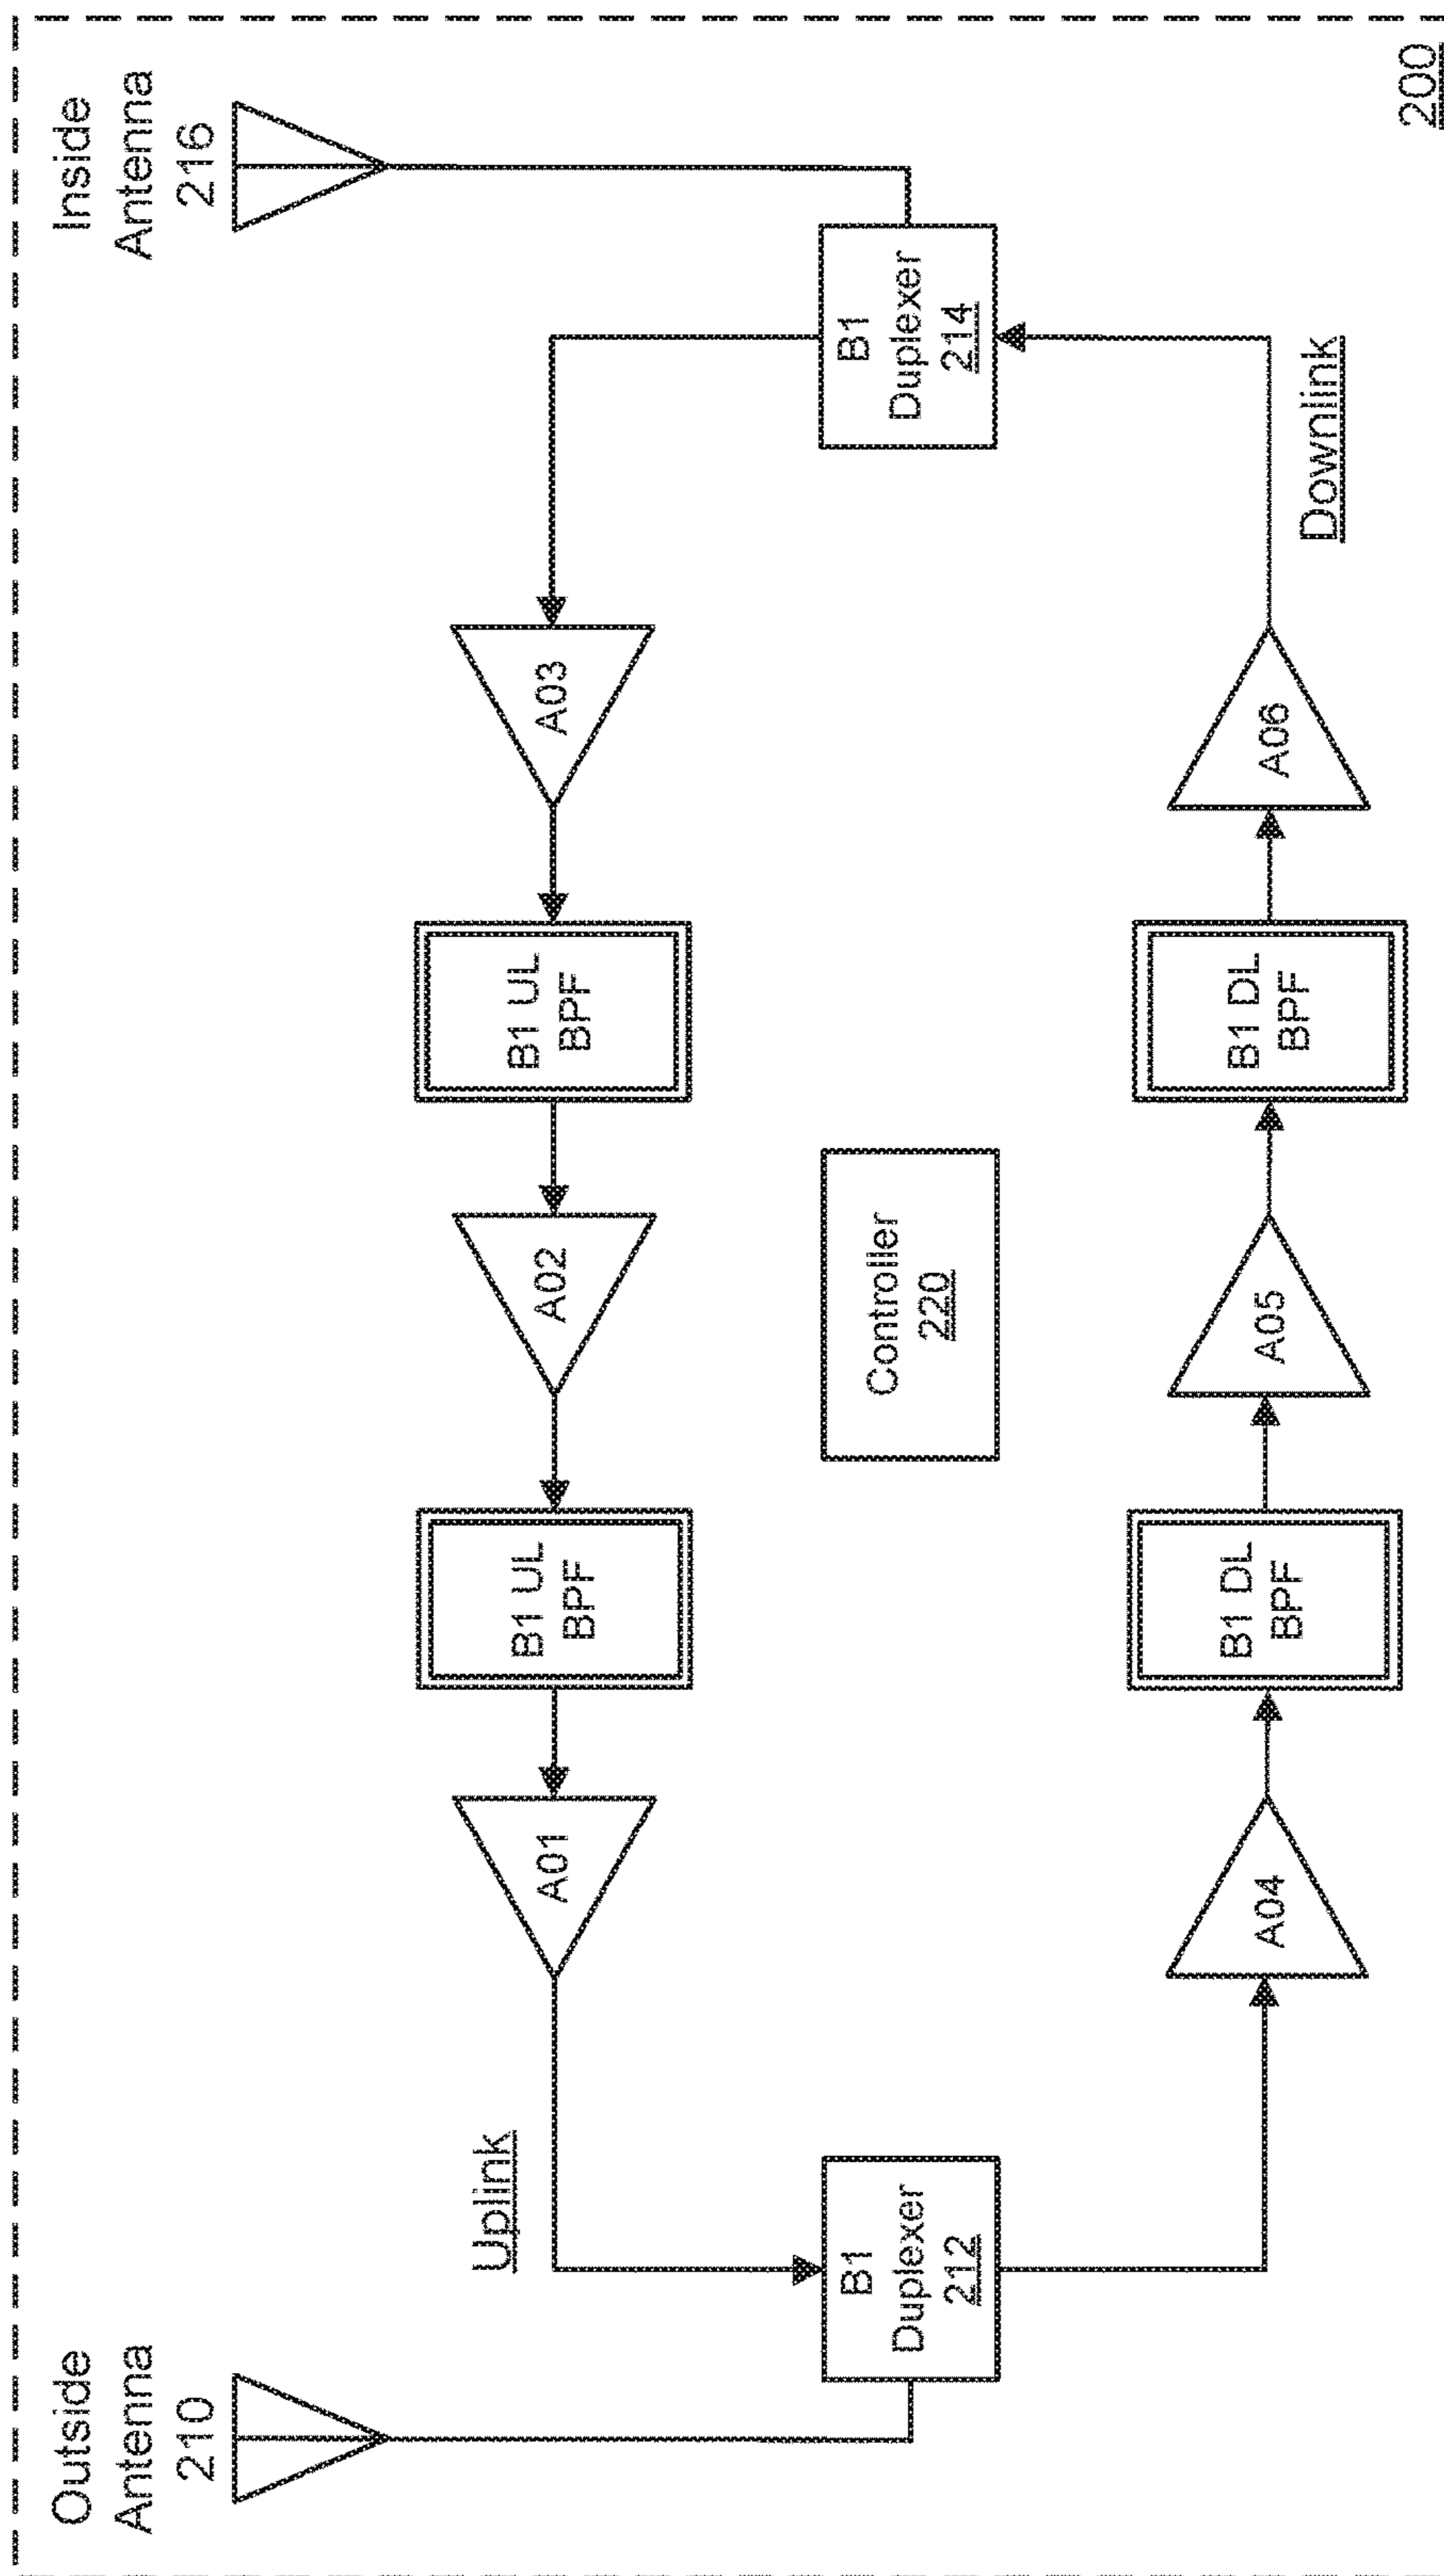 Outside
Antenna
210
Inside
Antenna
216
Uplink
A01
B1 UL
BPF
A02
B1 UL
BPF
A03
B1
Duplexer
212
Controller
220
B1
Duplexer
214
A04
B1 DL
BPF
A05
B1 DL
BPF
A06
Downlink
200